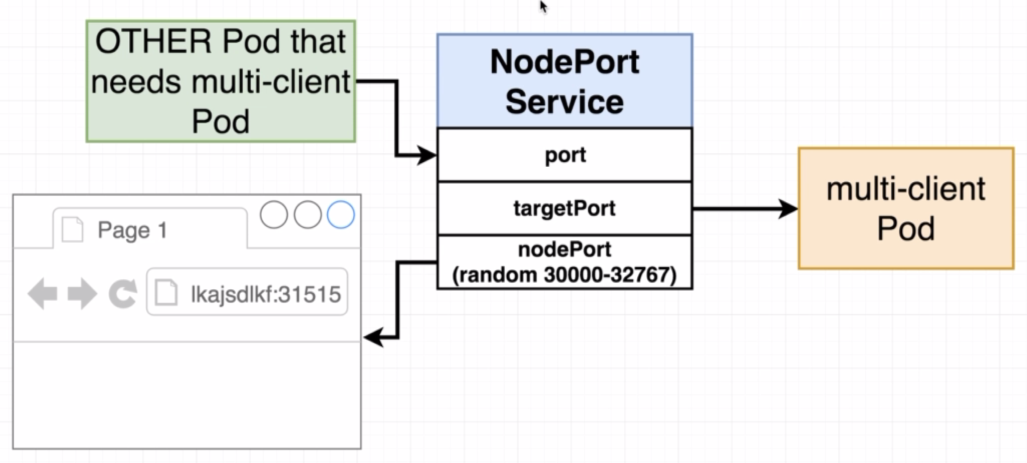 OTHER Pod that
needs multi-client
Pod
NodePort
Service
port
targetPort
nodePort
(random 30000-32767)
multi-client
Pod
Page 1
lkajsdlkf:31515